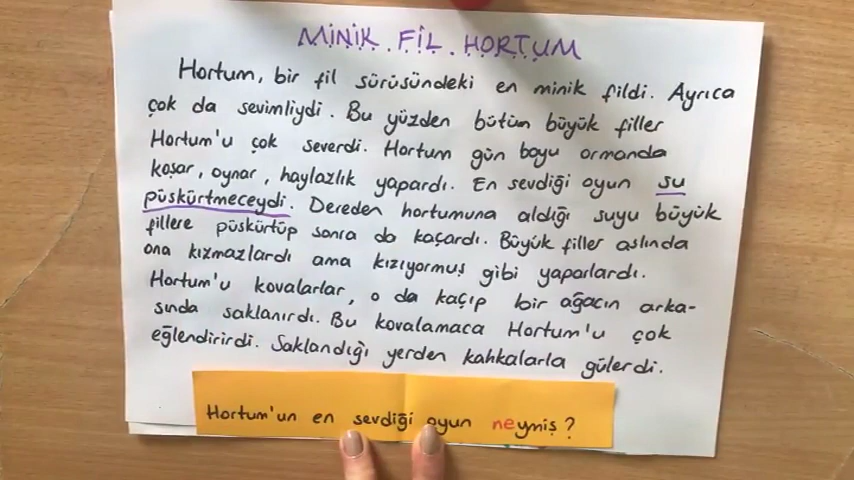 MİNİK FİL HORTUM
Hortum, bir fil sürüsündeki en minik fildi. Ayrıca
çok da sevimliydi. Bu yüzden bütün büyük filler
Hortum'u çok severdi. Hortum gün boyu ormanda
koşar, oynar, haylazlık yapardı. En sevdiği oyun su
püskürtmeceydi. Dereden hortumuna aldığı suyu büyük
fillere püskürtüp sonra da kaçardı. Büyük filler aslında
ona kızmazlardı ama kızıyormuş gibi yaparlardı.
Hortum'u kovalarlar, o da kaçıp bir ağacın arka-
sında saklanırdı. Bu kovalamaca Hortum'u çok
eğlendirirdi. Saklandığı yerden kahkalarla gülerdi.
Hortum'un en sevdiği oyun neymiş?